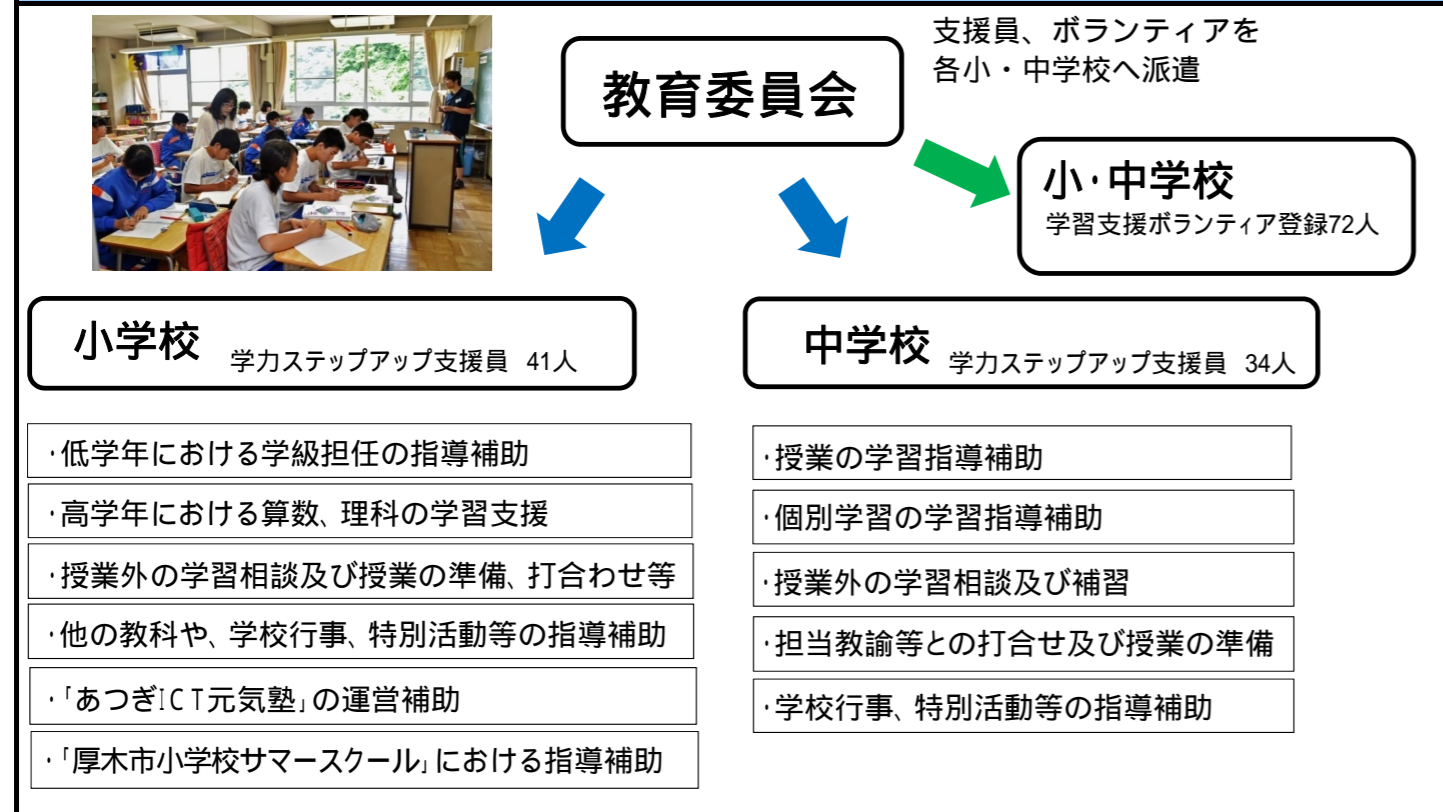 支援員、ボランティアを
各小・中学校へ派遣
教育委員会
小・中学校
学習支援ボランティア登録72人
小学校 学力ステップアップ支援員 41人
・低学年における学級担任の指導補助
・高学年における算数、理科の学習支援
・授業外の学習相談及び授業の準備、打合わせ等
・他の教科や、学校行事、特別活動等の指導補助
・「あつぎICT元気塾」の運営補助
・「厚木市小学校サマースクール」における指導補助
中学校 学力ステップアップ支援員 34人
・授業の学習指導補助
・個別学習の学習指導補助
・授業外の学習相談及び補習
・担当教諭等との打合せ及び授業の準備
・学校行事、特別活動等の指導補助